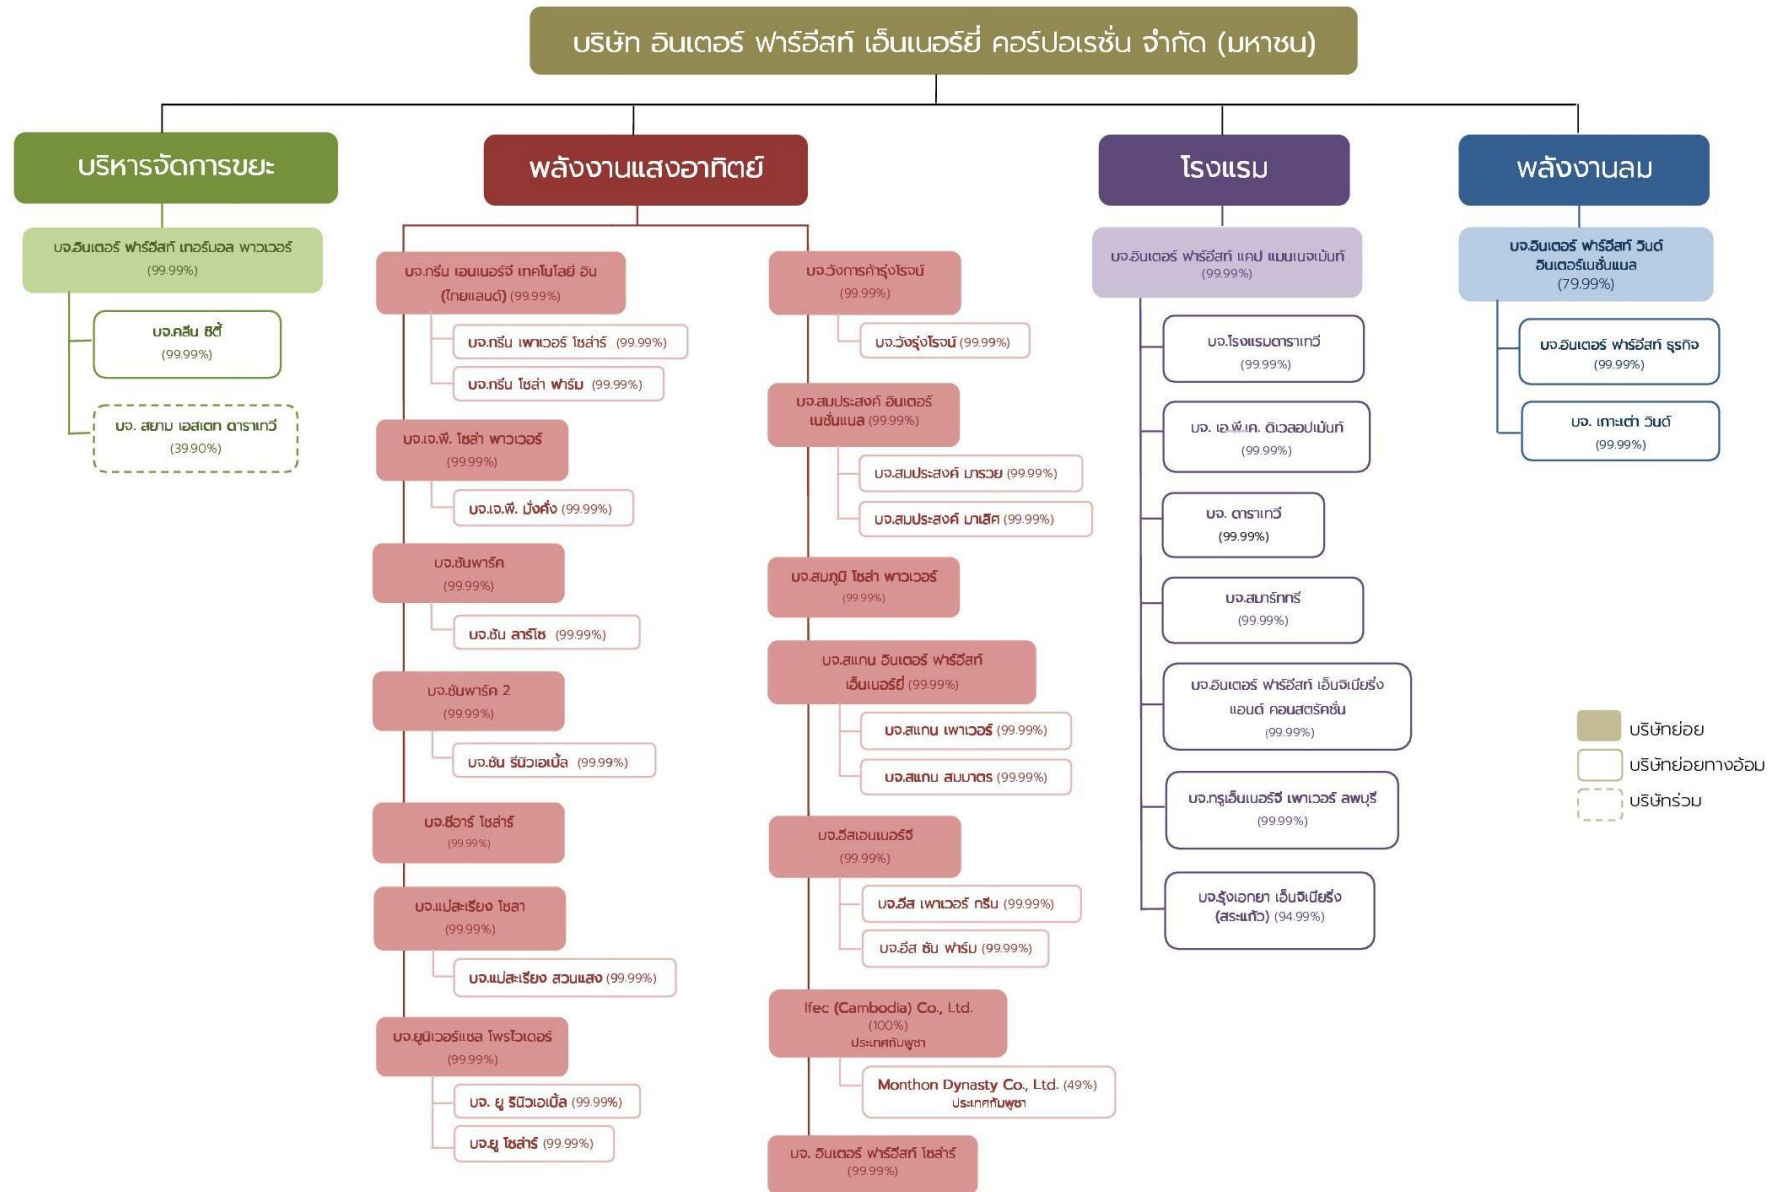 บริษัท อินเตอร์ ฟาร์อีสท์ เอ็นเนอร์ยี่ คอร์ปอเรชั่น จำกัด (มหาชน)
บริหารจัดการขยะ
บจ.อินเตอร์ ฟาร์อีสท์ เทอร์มอล พาวเวอร์
(99.99%)
บจ.คลีน ซิตี้
(99.99%)
บจ. สยาม เอสเตท ดาราเทวี
(39.90%)
พลังงานแสงอาทิตย์
บจ.กรีน เอนเนอร์จี เทคโนโลยี อิน
(ไทยแลนด์) (99.99%)
บจ.กรีน เพาเวอร์ โซล่าร์ (99.99%)
บจ.กรีน โซล่า ฟาร์ม (99.99%)
บจ.เจ.พี. โซล่า พาวเวอร์
(99.99%)
บจ.เจ.พี. มั่งคั่ง (99.99%)
บจ.ซันพาร์ค
(99.99%)
บจ.ซัน ลาร์โซ (99.99%)
บจ.ซันพาร์ค 2
(99.99%)
บจ.ซัน รีนิวเอเบิ้ล (99.99%)
บจ.ซีอาร์ โซล่าร์
(99.99%)
บจ.แม่สะเรียง โซลา
(99.99%)
บจ.แม่สะเรียง สวนแสง (99.99%)
บจ.ยูนิเวอร์แซล โพรไวเดอร์
(99.99%)
บจ. ยู รีนิวเอเบิ้ล (99.99%)
บจ.ยู โซล่าร์ (99.99%)
บจ.วังการค้ารุ่งโรจน์
(99.99%)
บจ.วังรุ่งโรจน์ (99.99%)
บจ.สมประสงค์ อินเตอร์
เนชั่นแนล (99.99%)
บจ.สมประสงค์ มารวย (99.99%)
บจ.สมประสงค์ มาเลิศ (99.99%)
บจ.สมภูมิ โซล่า พาวเวอร์
(99.99%)
บจ.สแกน อินเตอร์ ฟาร์อีสท์
เอ็นเนอร์ยี่ (99.99%)
บจ.สแกน เพาเวอร์ (99.99%)
บจ.สแกน สมมาตร (99.99%)
บจ.อีสเอนเนอร์จี
(99.99%)
บจ.อีส เพาเวอร์ กรีน (99.99%)
บจ.อีส ซัน ฟาร์ม (99.99%)
Ifec (Cambodia) Co., Ltd.
(100%)
ประเทศกัมพูชา
Monthon Dynasty Co., Ltd. (49%)
ประเทศกัมพูชา
บจ. อินเตอร์ ฟาร์อีสท์ โซล่าร์
(99.99%)
โรงแรม
บจ.อินเตอร์ ฟาร์อีสท์ แคป แมนเนจเม้นท์
(99.99%)
บจ.โรงแรมดาราเทวี
(99.99%)
บจ. เอ.พี.เค. ดิเวลอปเม้นท์
(99.99%)
บจ. ดาราเทวี
(99.99%)
บจ.สมาร์ททรี
(99.99%)
บจ.อินเตอร์ ฟาร์อีสท์ เอ็นจิเนียริ่ง
แอนด์ คอนสตรัคชั่น
(99.99%)
บจ.ทรูเอ็นเนอร์จี เพาเวอร์ ลพบุรี
(99.99%)
บจ.รุ้งเอกยา เอ็นจิเนียริ่ง
(สระแก้ว) (94.99%)
พลังงานลม
บจ.อินเตอร์ ฟาร์อีสท์ วินด์
อินเตอร์เนชั่นแนล
(79.99%)
บจ.อินเตอร์ ฟาร์อีสท์ ธุรกิจ
(99.99%)
บจ. เกาะเต่า วินด์
(99.99%)
บริษัทย่อย
บริษัทย่อยทางอ้อม
บริษัทร่วม